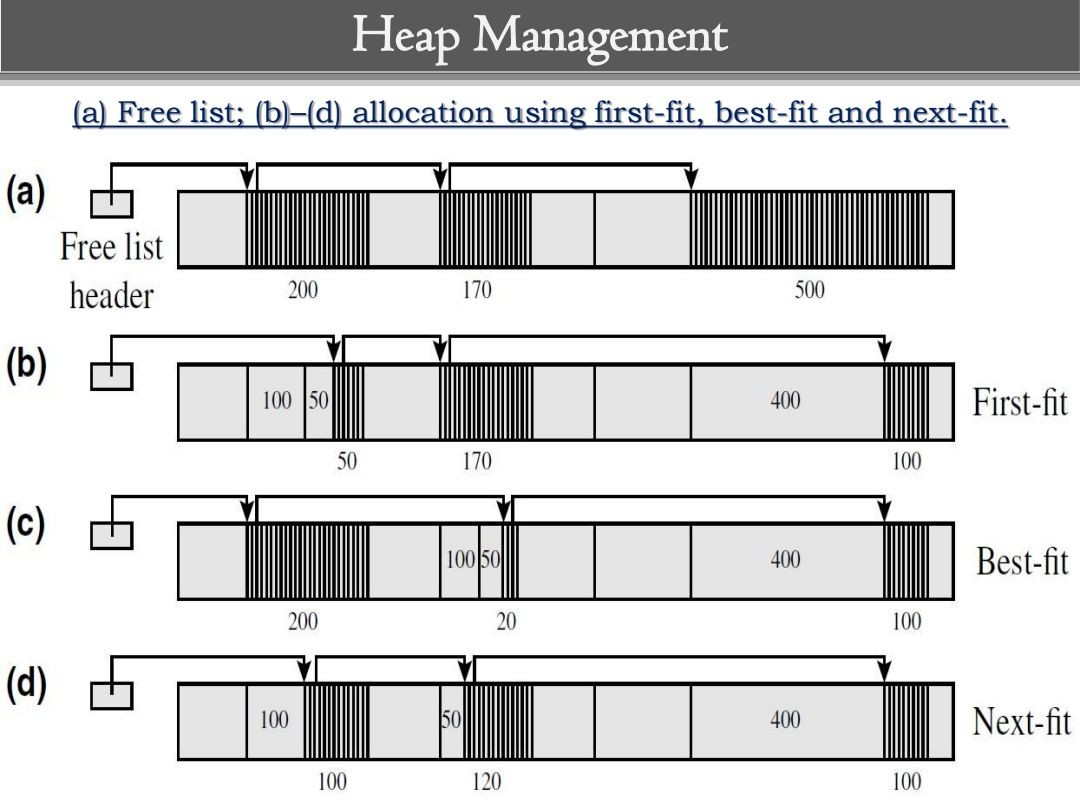 Heap Management
(a) Free list; (b)–(d) allocation using first-fit, best-fit and next-fit.
(a)
Free list
header
200 170 500
(b)
100 50 400 First-fit
50 170 100
(c)
100 50 400 Best-fit
200 20 100
(d)
100 50 400 Next-fit
100 120 100